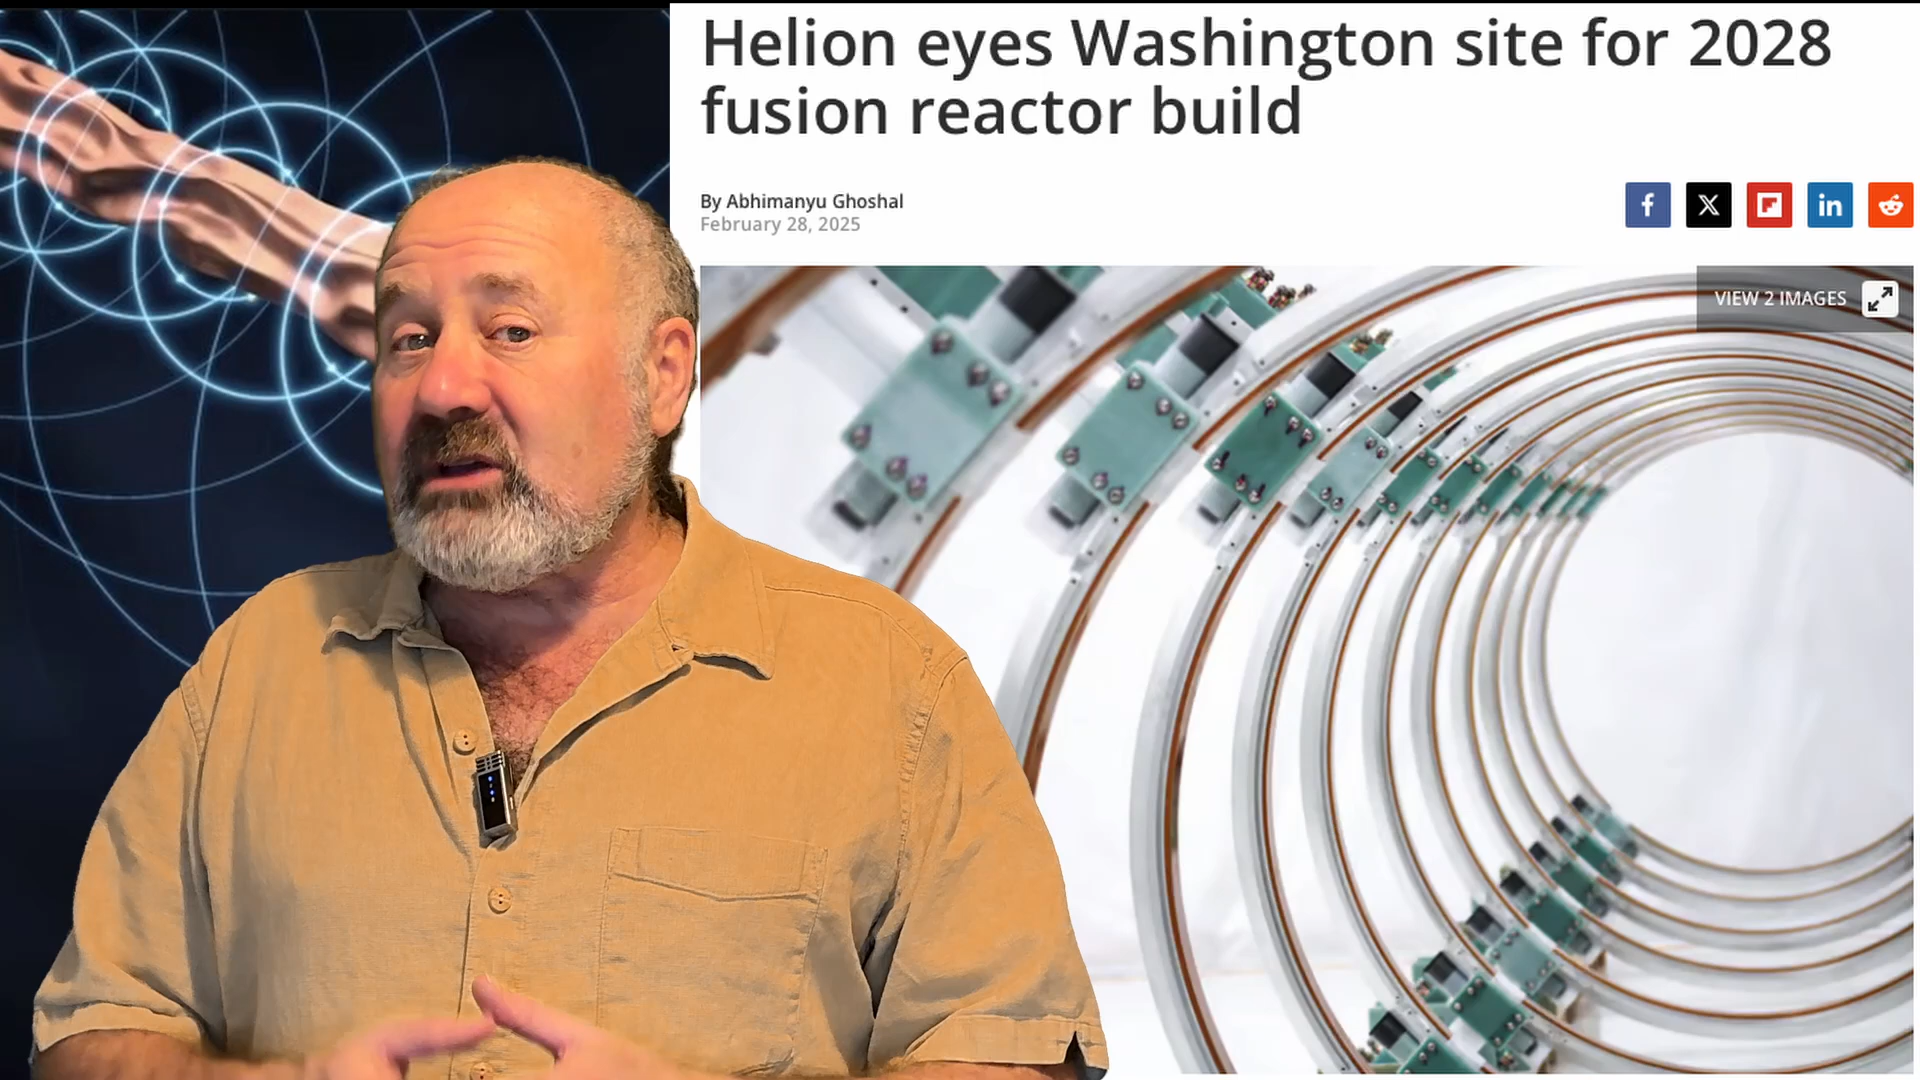 Helion eyes Washington site for 2028
fusion reactor build
By Abhimanyu Ghoshal
February 28, 2025
VIEW 2 IMAGES